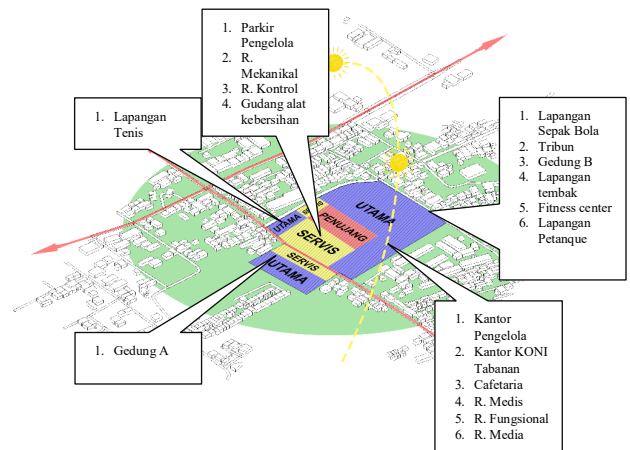 1. Parkir
Pengelola
2. R.
Mekanikal
3. R. Kontrol
4. Gudang alat
kebersihan
1. Lapangan
Tenis
1. Lapangan
Sepak Bola
2. Tribun
3. Gedung B
4. Lapangan
tembak
5. Fitness center
6. Lapangan
Petanque
UTAMA
UTAMA
PENUJANG
SERVIS
SERVIS
UTAMA
1. Gedung A
1. Kantor
Pengelola
2. Kantor KONI
Tabanan
3. Cafetaria
4. R. Medis
5. R. Fungsional
6. R. Media